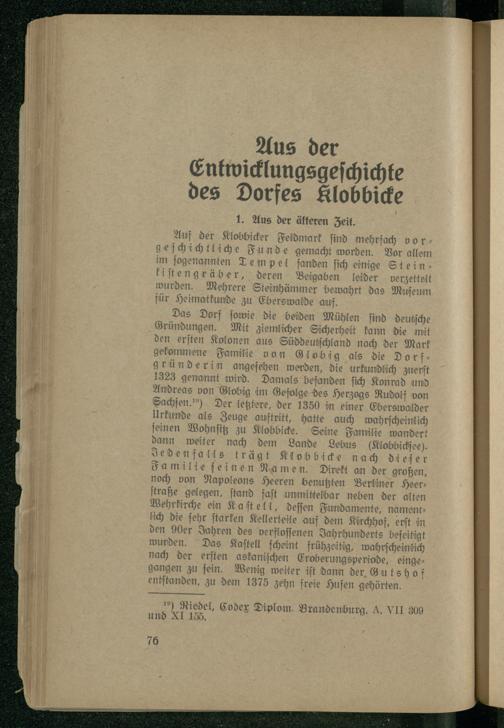 Aus der
Entwicklungsgeschichte
des Dorfes Klobbicke
1. Aus der älteren Zeit.
Auf der Klobbicker Feldmark sind mehrfach vor-
geschichtliche Funde gemacht worden. Vor allem
im sogenannten Tempel fanden sich einige Stein-
kistengräber, deren Beigaben leider verzettelt
wurden. Mehrere Steinhämmer bewahrt das Museum
für Heimatkunde zu Eberswalde auf.
Das Dorf sowie die beiden Mühlen sind deutsche
Gründungen. Mit ziemlicher Sicherheit kann die mit
den ersten Kolonen aus Süddeutschland nach der Mark
gekommene Familie von Globig als die Dorf-
gründerin angesehen werden, die urkundlich zuerst
1323 genannt wird. Damals befanden sich Konrad und
Andreas von Globig im Gefolge des Herzogs Rudolf von
Sachsen.¹⁹) Der letztere, der 1350 in einer Eberswalder
Urkunde als Zeuge auftritt, hatte auch wahrscheinlich
seinen Wohnsitz zu Klobbicke. Seine Familie wandert
dann weiter nach dem Lande Lebus (Klobbicksee).
Jedenfalls trägt Klobbicke nach dieser
Familie seinen Namen. Direkt an der großen,
noch von Napoleons Heeren benutzten Berliner Heer-
straße gelegen, stand fast unmittelbar neben der alten
Wehrkirche ein Kastell, dessen Fundamente, nament-
lich die sehr starken Kellerteile auf dem Kirchhof, erst in
den 90er Jahren des verflossenen Jahrhunderts beseitigt
wurden. Das Kastell scheint frühzeitig, wahrscheinlich
nach der ersten askanischen Eroberungsperiode, einge-
gangen zu sein. Wenig weiter ist dann der Gutshof
entstanden, zu dem 1375 zehn freie Hufen gehörten.
¹⁹) Riedel, Codex Diplom. Brandenburg. A. VII 309
und XI 155.
76